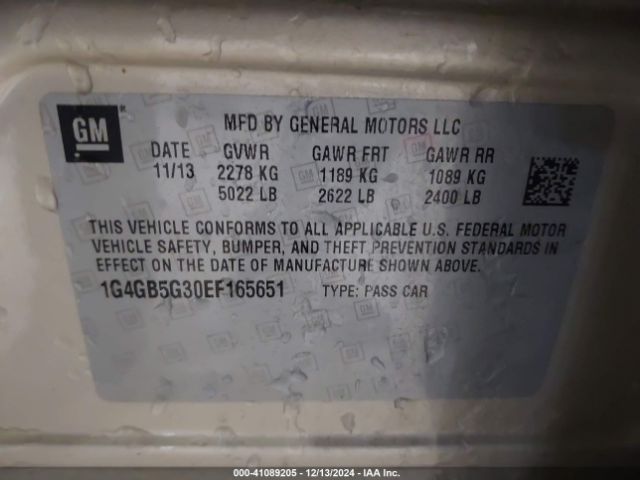 GM
MFD BY GENERAL MOTORS LLC
DATE GVWR GAWR FRT GAWR RR
11/13 2278 KG 1189 KG 1089 KG
5022 LB 2622 LB 2400 LB
THIS VEHICLE CONFORMS TO ALL APPLICABLE U.S. FEDERAL MOTOR
VEHICLE SAFETY, BUMPER, AND THEFT PREVENTION STANDARDS IN
EFFECT ON THE DATE OF MANUFACTURE SHOWN ABOVE.
1G4GB5G30EF165651 TYPE: PASS CAR
000-41089205 - 12/13/2024 - IAA Inc.